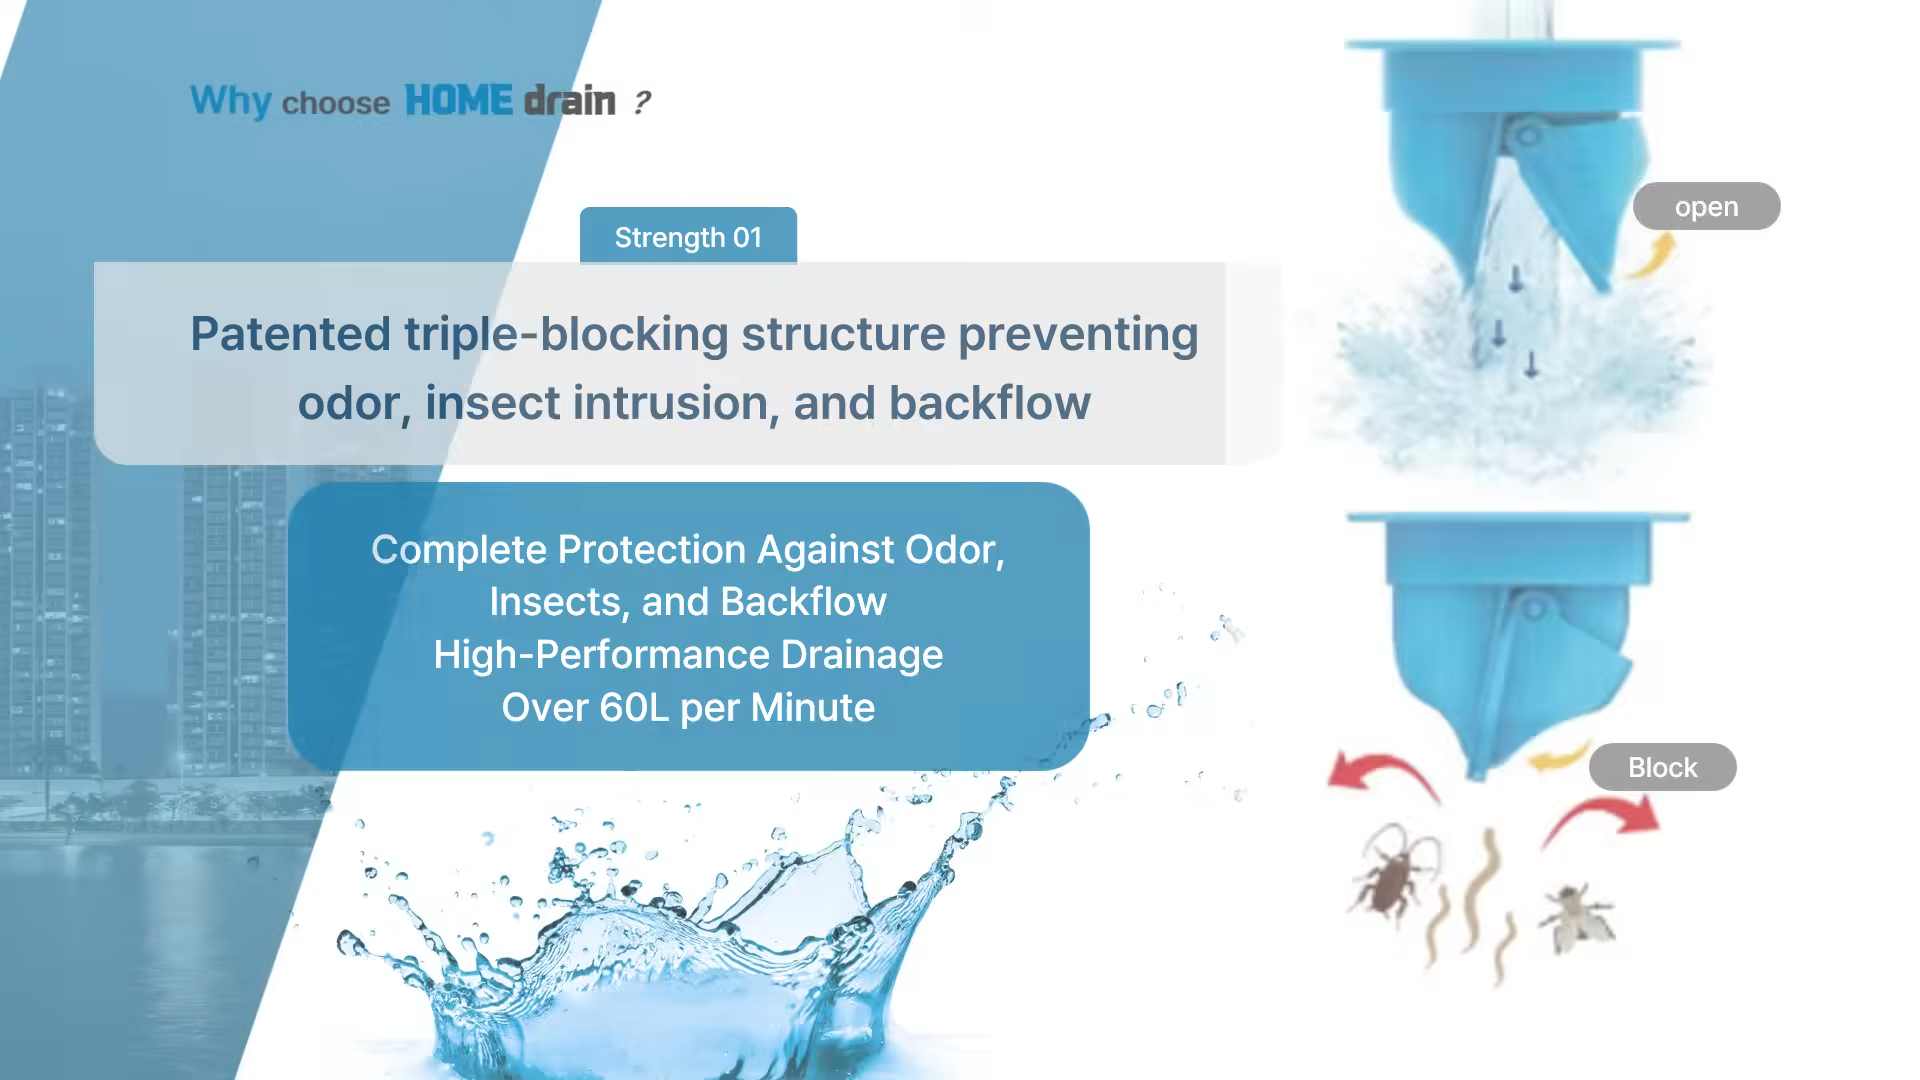 Why choose HOME drain ?
Strength 01
Patented triple-blocking structure preventing
odor, insect intrusion, and backflow
Complete Protection Against Odor,
Insects, and Backflow
High-Performance Drainage
Over 60L per Minute
open
Block